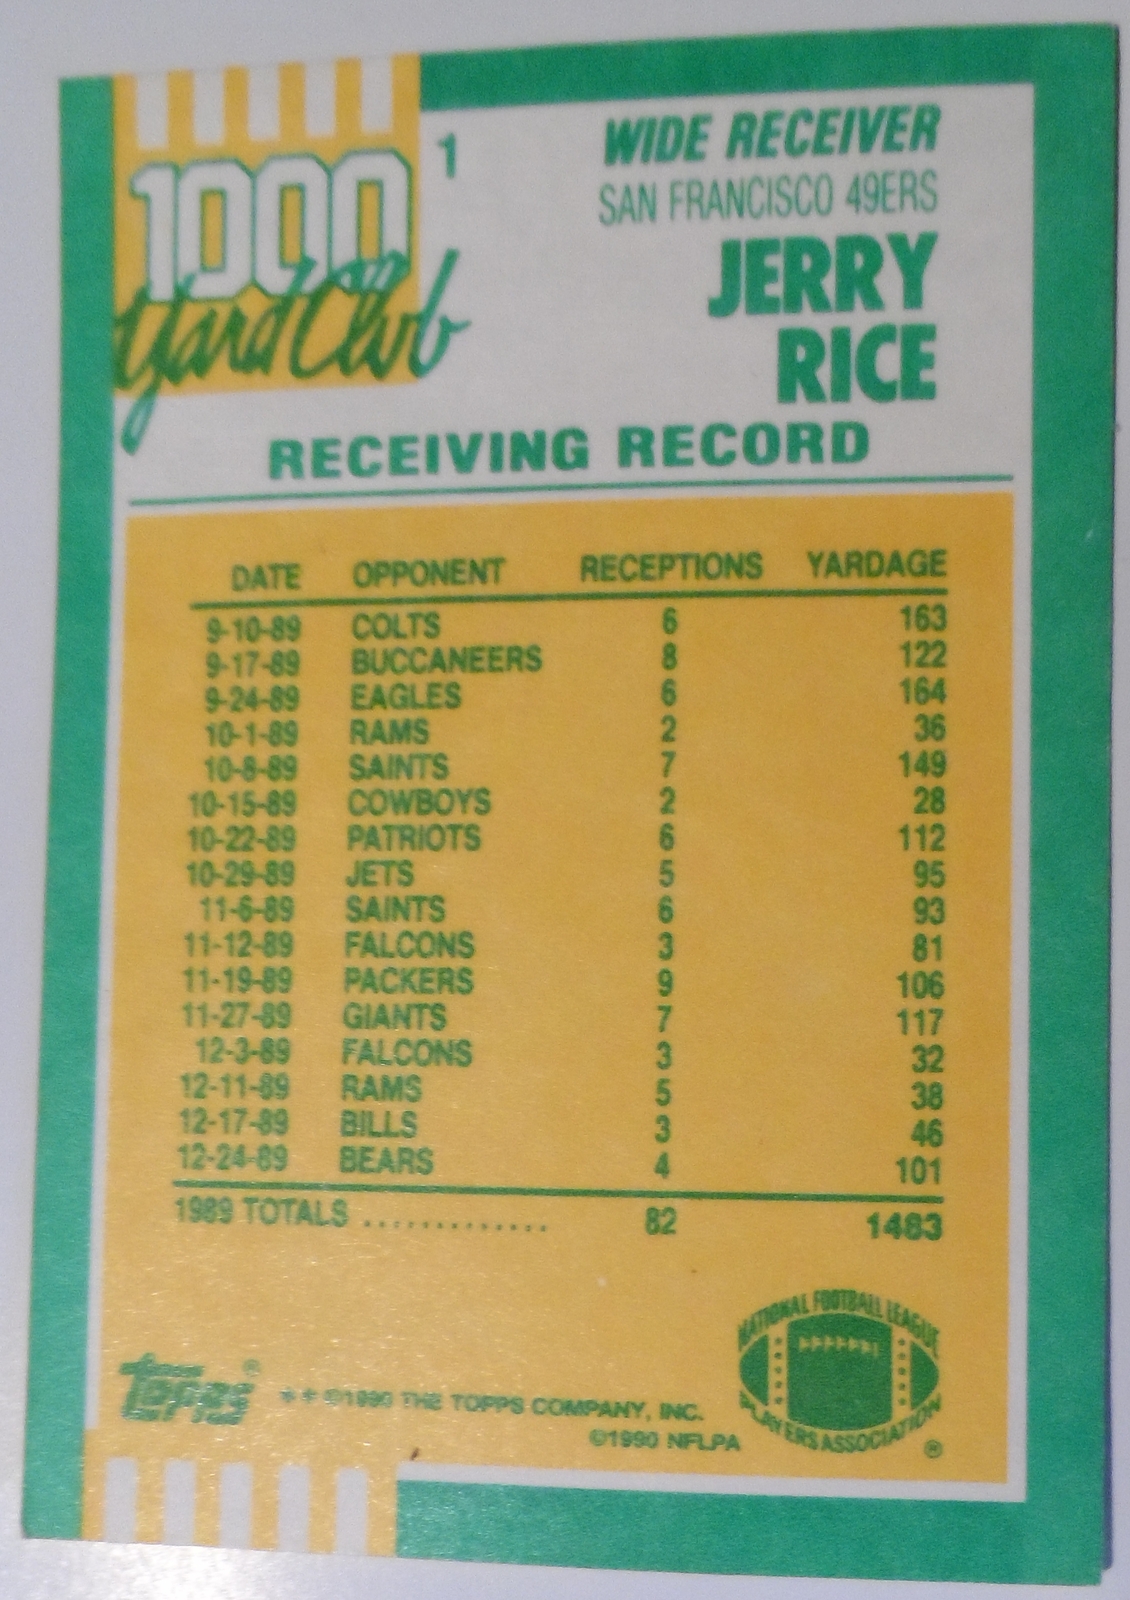 1000
Yard Club
1
WIDE RECEIVER
SAN FRANCISCO 49ERS
JERRY
RICE
RECEIVING RECORD
DATE OPPONENT RECEPTIONS YARDAGE
9-10-89 COLTS 6 163
9-17-89 BUCCANEERS 8 122
9-24-89 EAGLES 6 164
10-1-89 RAMS 2 36
10-8-89 SAINTS 7 149
10-15-89 COWBOYS 2 28
10-22-89 PATRIOTS 6 112
10-29-89 JETS 5 95
11-6-89 SAINTS 6 93
11-12-89 FALCONS 3 81
11-19-89 PACKERS 9 106
11-27-89 GIANTS 7 117
12-3-89 FALCONS 3 32
12-11-89 RAMS 5 38
12-17-89 BILLS 3 46
12-24-89 BEARS 4 101
1989 TOTALS .............. 82 1483
NATIONAL FOOTBALL LEAGUE
PLAYERS ASSOCIATION ®
Topps ® * * ©1990 THE TOPPS COMPANY, INC.
©1990 NFLPA